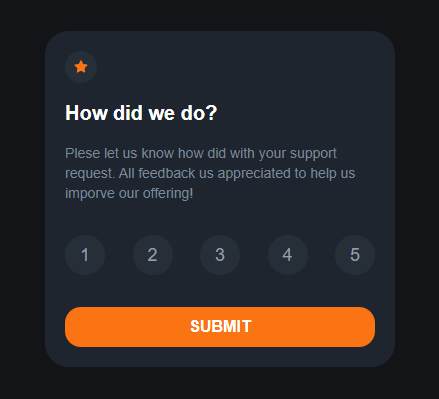 How did we do?
Plese let us know how did with your support
request. All feedback us appreciated to help us
imporve our offering!
1 2 3 4 5
SUBMIT